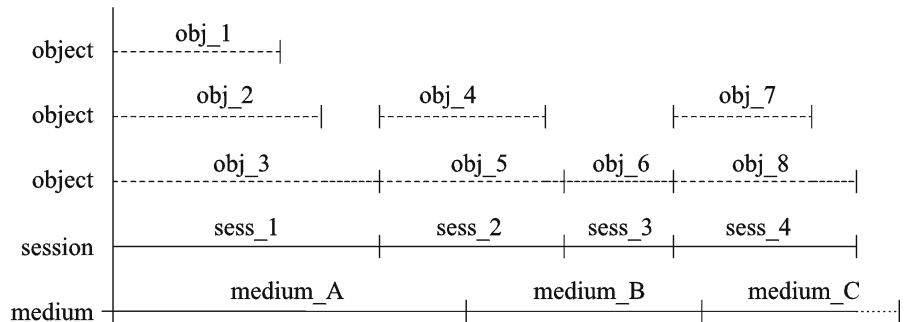 obj_1
object
obj_2 obj_4 obj_7
object
obj_3 obj_5 obj_6 obj_8
object
sess_1 sess_2 sess_3 sess_4
session
medium_A medium_B medium_C
medium